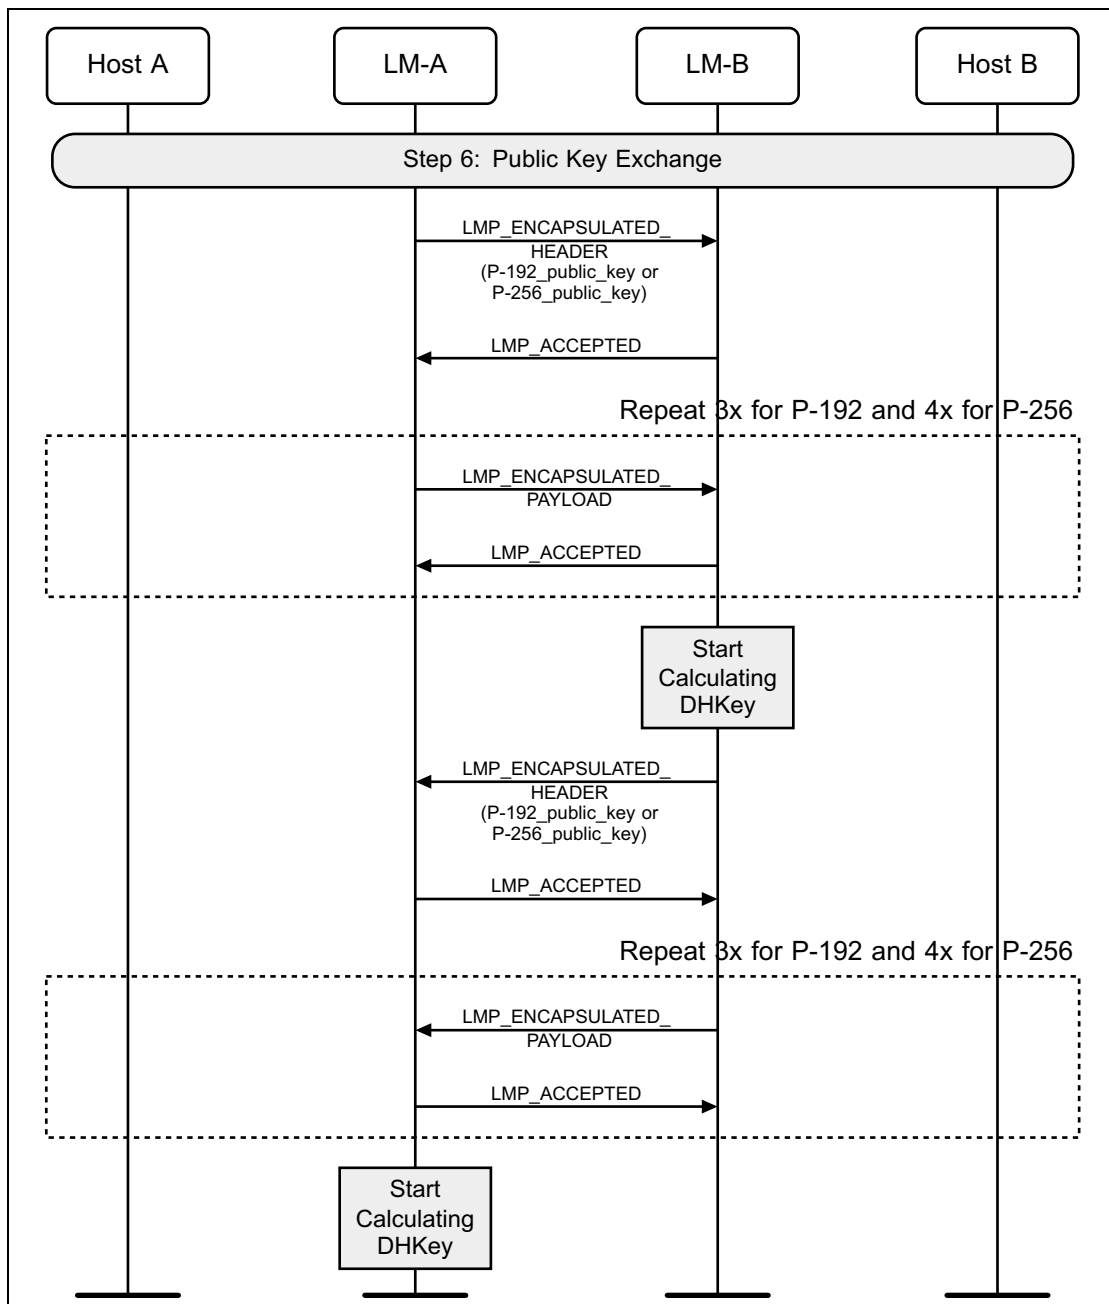 Host A
LM-A
LM-B
Host B
Step 6: Public Key Exchange
LMP_ENCAPSULATED_
HEADER
(P-192_public_key or
P-256_public_key)
LMP_ACCEPTED
Repeat 3x for P-192 and 4x for P-256
LMP_ENCAPSULATED_
PAYLOAD
LMP_ACCEPTED
Start
Calculating
DHKey
LMP_ENCAPSULATED_
HEADER
(P-192_public_key or
P-256_public_key)
LMP_ACCEPTED
Repeat 3x for P-192 and 4x for P-256
LMP_ENCAPSULATED_
PAYLOAD
LMP_ACCEPTED
Start
Calculating
DHKey